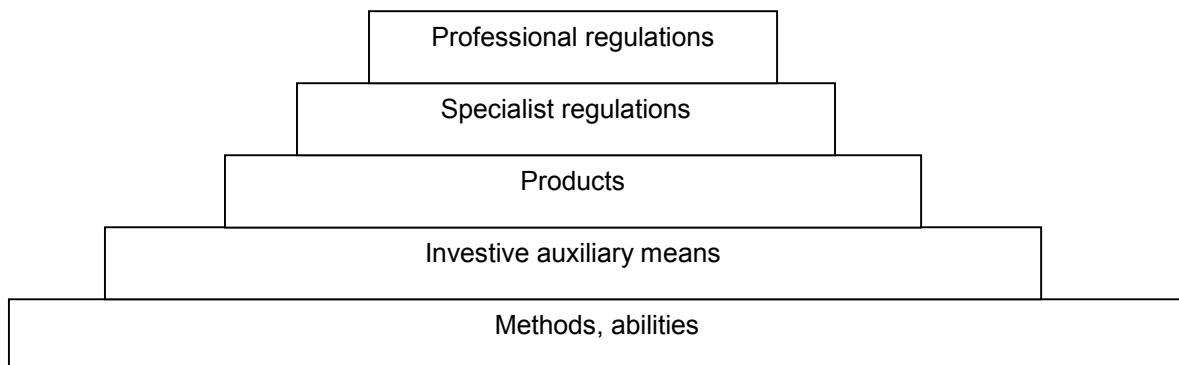 Professional regulations
Specialist regulations
Products
Investive auxiliary means
Methods, abilities